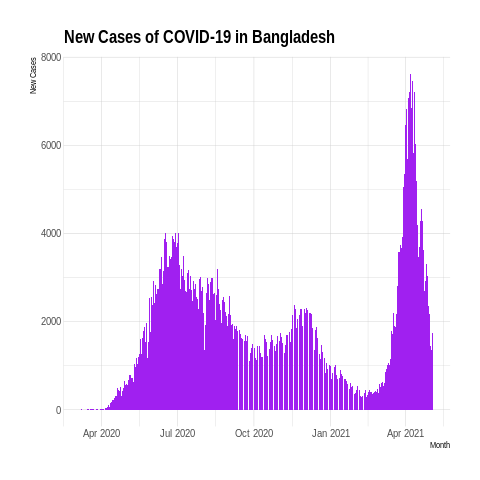 New Cases of COVID-19 in Bangladesh
New Cases
8000
6000
4000
2000
0
Apr 2020 Jul 2020 Oct 2020 Jan 2021 Apr 2021
Month